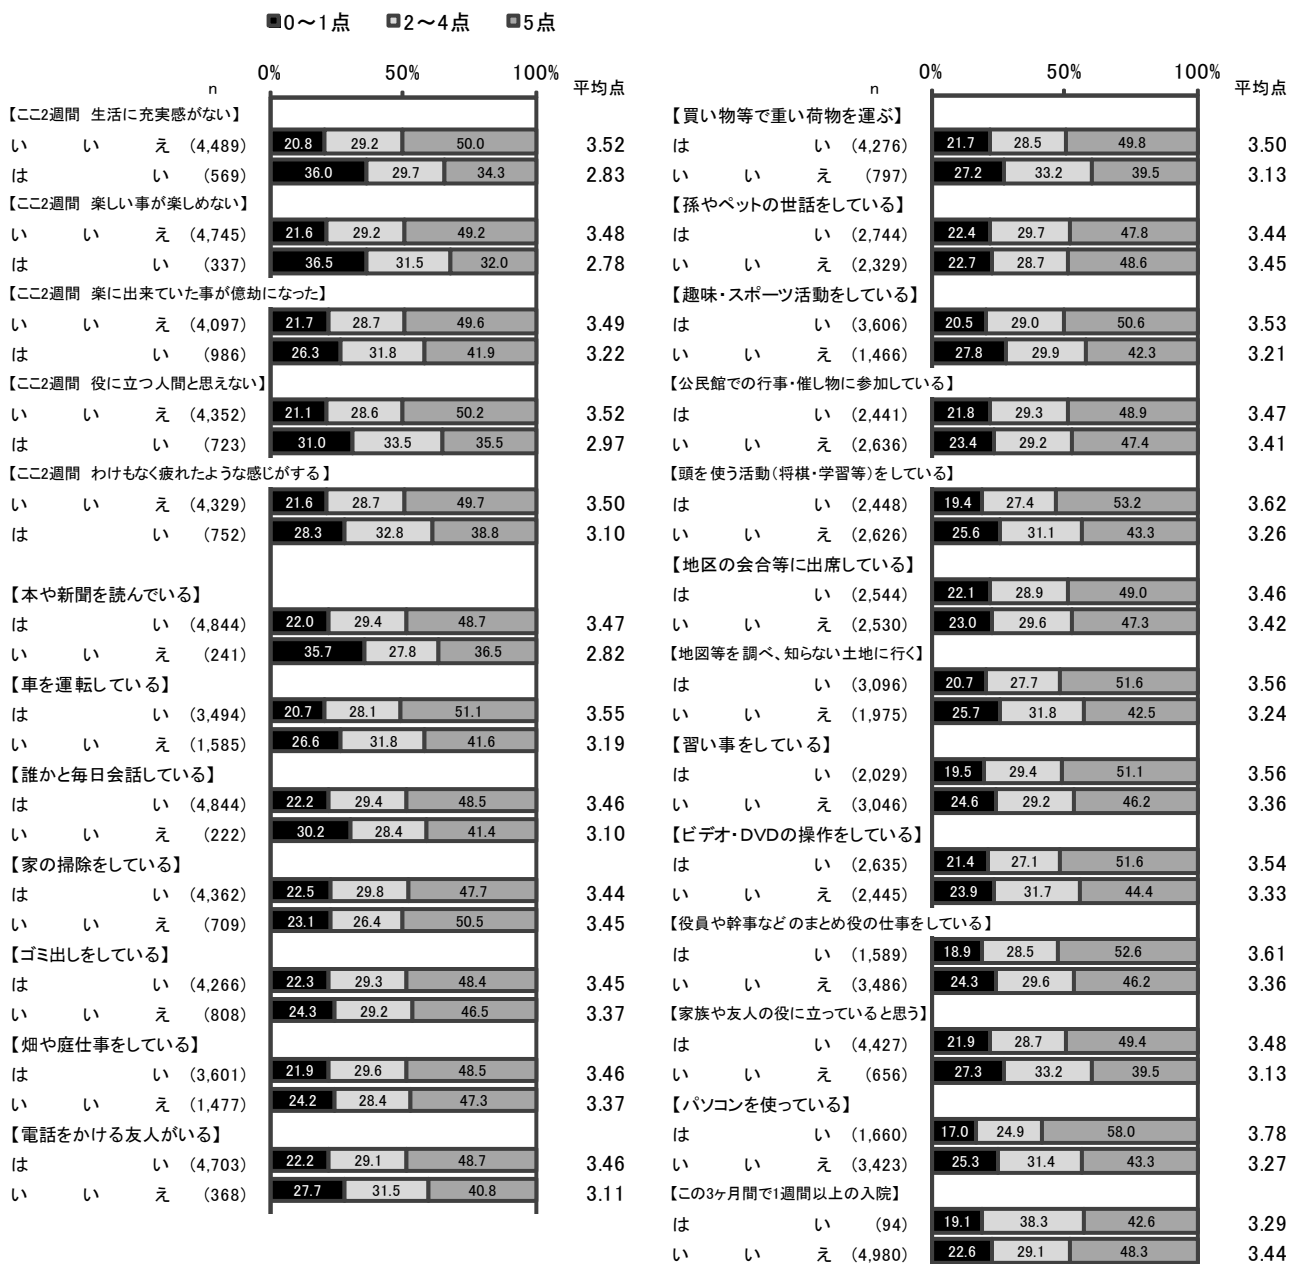 ■0～1点 □2～4点 ■5点
n 0% 50% 100% 平均点
【ここ2週間 生活に充実感がない】
いいえ (4,489) 20.8 29.2 50.0 3.52
はい (569) 36.0 29.7 34.3 2.83
【ここ2週間 楽しい事が楽しめない】
いいえ (4,745) 21.6 29.2 49.2 3.48
はい (337) 36.5 31.5 32.0 2.78
【ここ2週間 楽に出来ていた事が億劫になった】
いいえ (4,097) 21.7 28.7 49.6 3.49
はい (986) 26.3 31.8 41.9 3.22
【ここ2週間 役に立つ人間と思えない】
いいえ (4,352) 21.1 28.6 50.2 3.52
はい (723) 31.0 33.5 35.5 2.97
【ここ2週間 わけもなく疲れたような感じがする】
いいえ (4,329) 21.6 28.7 49.7 3.50
はい (752) 28.3 32.8 38.8 3.10
【本や新聞を読んでいる】
はい (4,844) 22.0 29.4 48.7 3.47
いいえ (241) 35.7 27.8 36.5 2.82
【車を運転している】
はい (3,494) 20.7 28.1 51.1 3.55
いいえ (1,585) 26.6 31.8 41.6 3.19
【誰かと毎日会話している】
はい (4,844) 22.2 29.4 48.5 3.46
いいえ (222) 30.2 28.4 41.4 3.10
【家の掃除をしている】
はい (4,362) 22.5 29.8 47.7 3.44
いいえ (709) 23.1 26.4 50.5 3.45
【ゴミ出しをしている】
はい (4,266) 22.3 29.3 48.4 3.45
いいえ (808) 24.3 29.2 46.5 3.37
【畑や庭仕事をしている】
はい (3,601) 21.9 29.6 48.5 3.46
いいえ (1,477) 24.2 28.4 47.3 3.37
【電話をかける友人がいる】
はい (4,703) 22.2 29.1 48.7 3.46
いいえ (368) 27.7 31.5 40.8 3.11
n 0% 50% 100% 平均点
【買い物等で重い荷物を運ぶ】
はい (4,276) 21.7 28.5 49.8 3.50
いいえ (797) 27.2 33.2 39.5 3.13
【孫やペットの世話をしている】
はい (2,744) 22.4 29.7 47.8 3.44
いいえ (2,329) 22.7 28.7 48.6 3.45
【趣味・スポーツ活動をしている】
はい (3,606) 20.5 29.0 50.6 3.53
いいえ (1,466) 27.8 29.9 42.3 3.21
【公民館での行事・催し物に参加している】
はい (2,441) 21.8 29.3 48.9 3.47
いいえ (2,636) 23.4 29.2 47.4 3.41
【頭を使う活動(将棋・学習等)をしている】
はい (2,448) 19.4 27.4 53.2 3.62
いいえ (2,626) 25.6 31.1 43.3 3.26
【地区の会合等に出席している】
はい (2,544) 22.1 28.9 49.0 3.46
いいえ (2,530) 23.0 29.6 47.3 3.42
【地図等を調べ、知らない土地に行く】
はい (3,096) 20.7 27.7 51.6 3.56
いいえ (1,975) 25.7 31.8 42.5 3.24
【習い事をしている】
はい (2,029) 19.5 29.4 51.1 3.56
いいえ (3,046) 24.6 29.2 46.2 3.36
【ビデオ・DVDの操作をしている】
はい (2,635) 21.4 27.1 51.6 3.54
いいえ (2,445) 23.9 31.7 44.4 3.33
【役員や幹事などのまとめ役の仕事をしている】
はい (1,589) 18.9 28.5 52.6 3.61
いいえ (3,486) 24.3 29.6 46.2 3.36
【家族や友人の役に立っていると思う】
はい (4,427) 21.9 28.7 49.4 3.48
いいえ (656) 27.3 33.2 39.5 3.13
【パソコンを使っている】
はい (1,660) 17.0 24.9 58.0 3.78
いいえ (3,423) 25.3 31.4 43.3 3.27
【この3ヶ月間で1週間以上の入院】
はい (94) 19.1 38.3 42.6 3.29
いいえ (4,980) 22.6 29.1 48.3 3.44